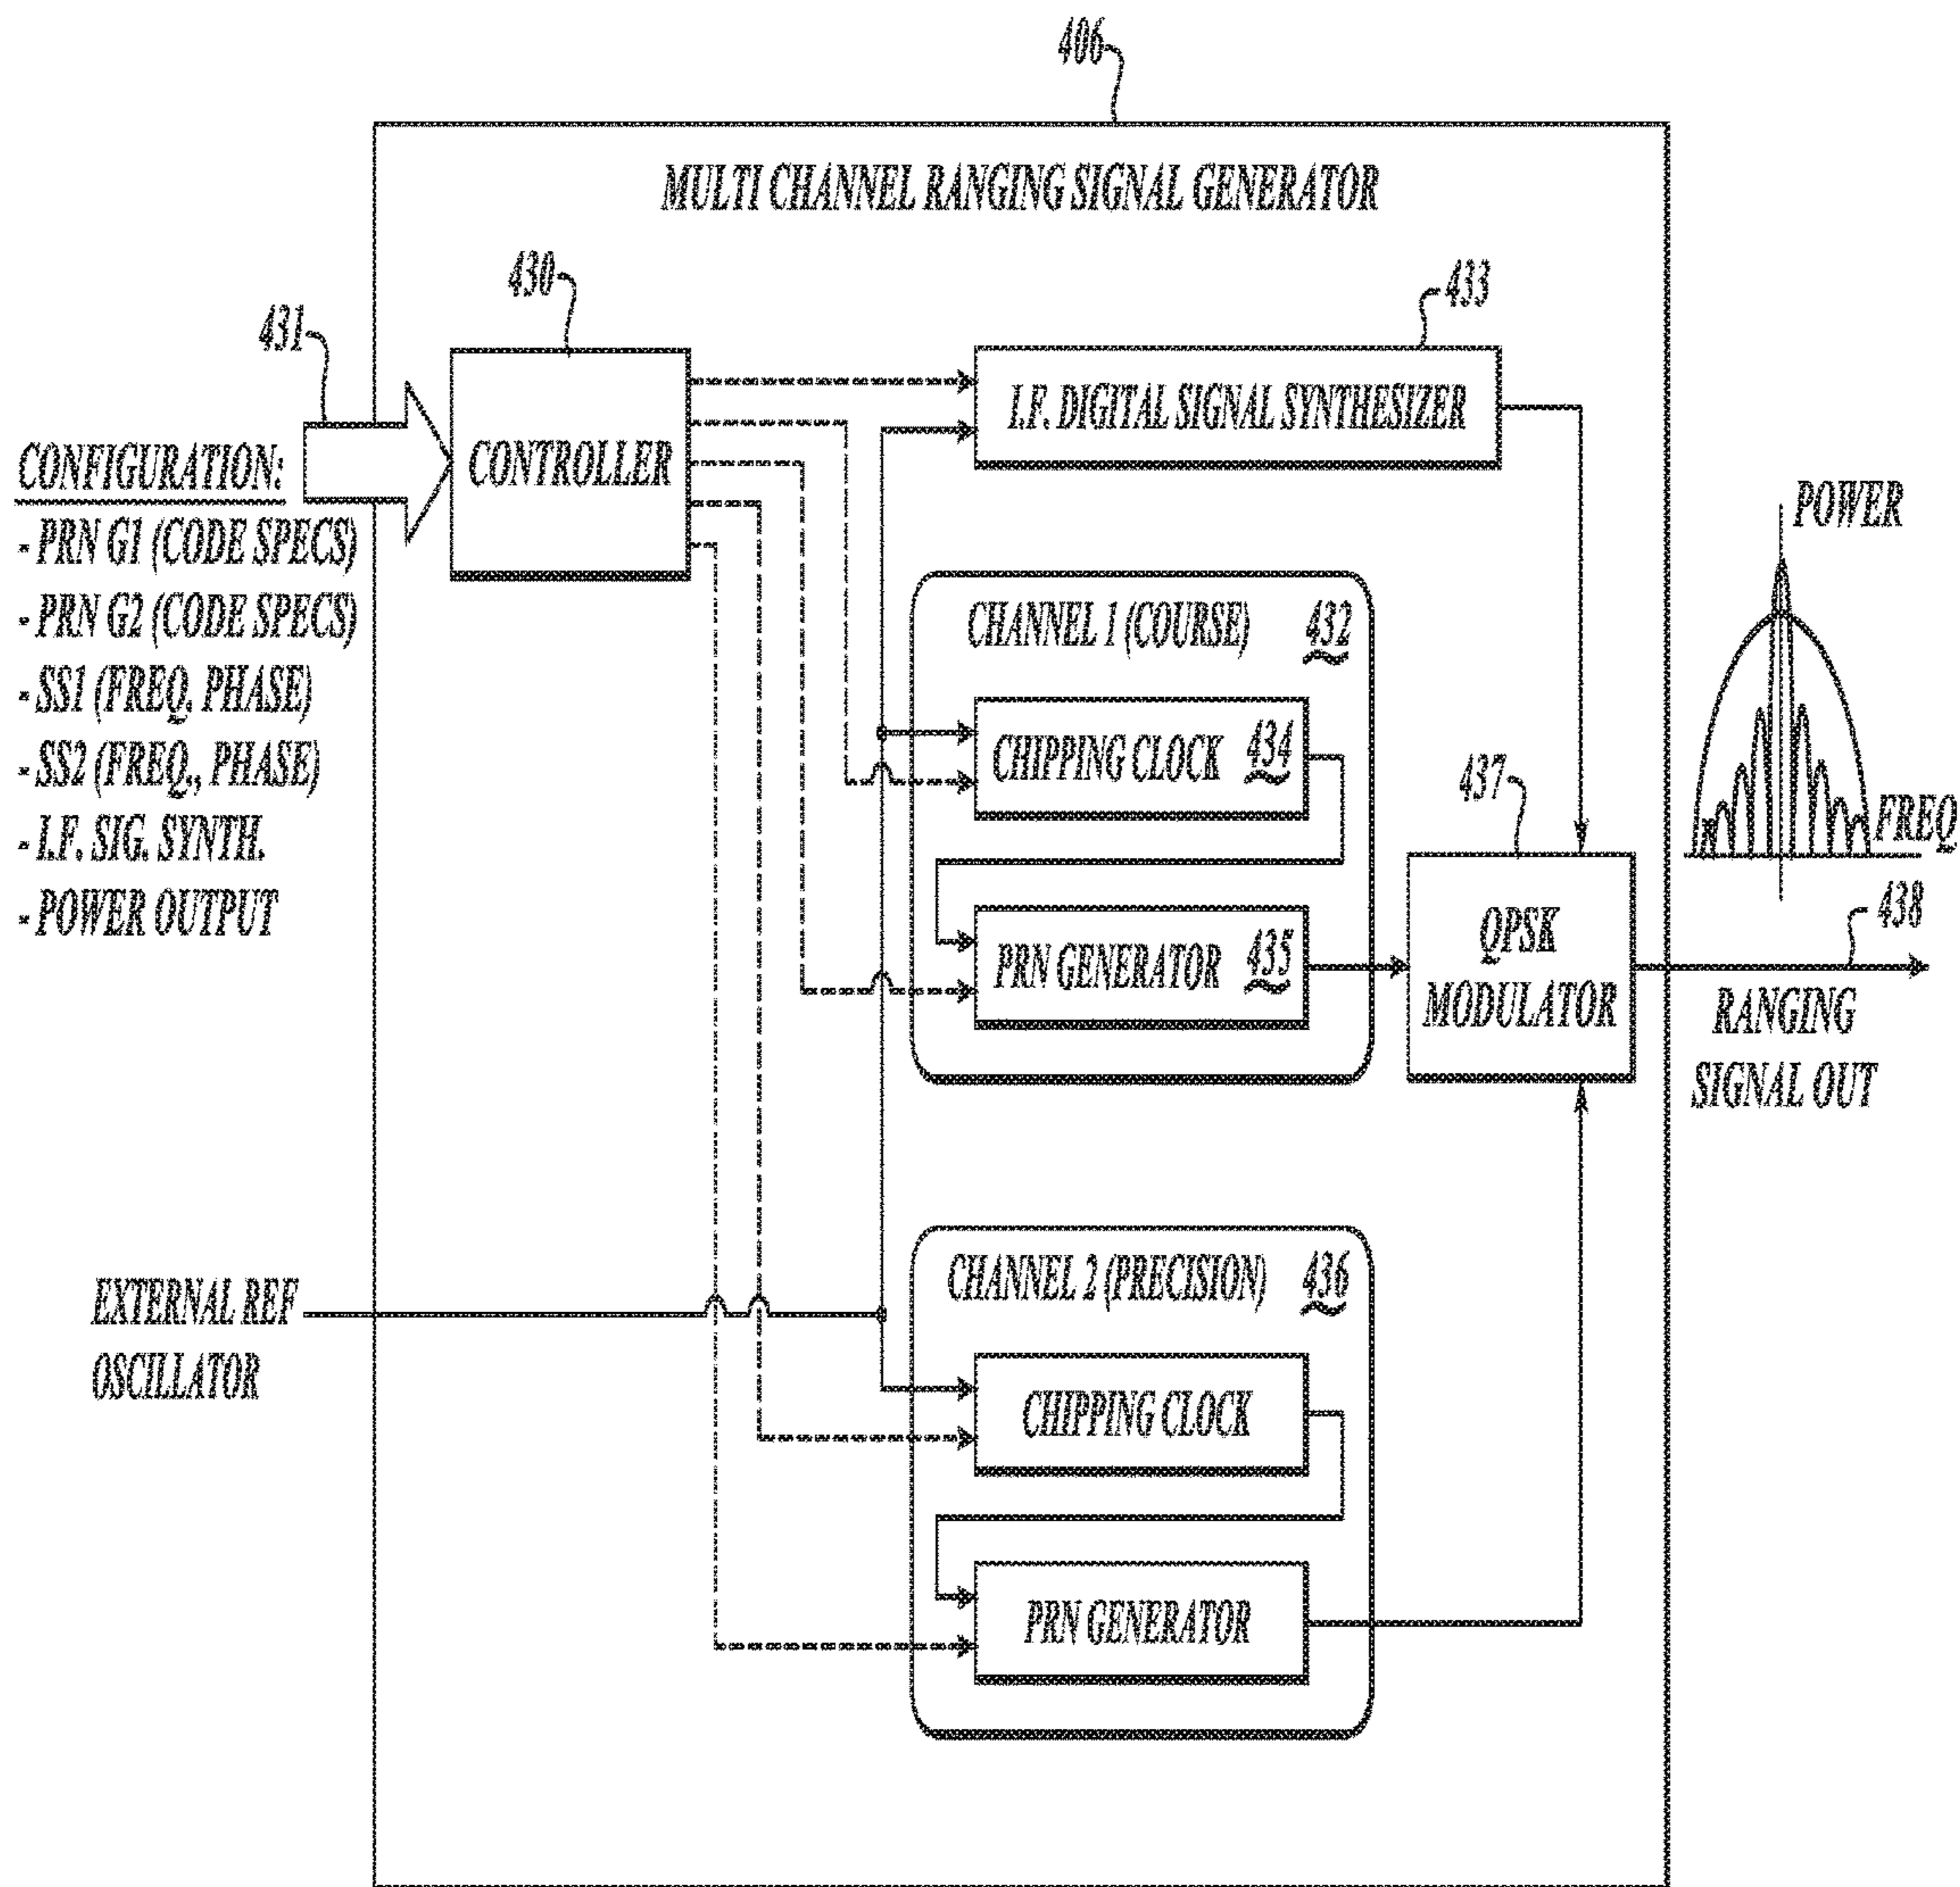 406
MULTI CHANNEL RANGING SIGNAL GENERATOR
430
431
433
CONTROLLER
I.F. DIGITAL SIGNAL SYNTHESIZER
CONFIGURATION:
- PRN G1 (CODE SPECS)
- PRN G2 (CODE SPECS)
- SS1 (FREQ. PHASE)
- SS2 (FREQ., PHASE)
- I.F. SIG. SYNTH.
- POWER OUTPUT
CHANNEL 1 (COURSE) 432
CHIPPING CLOCK 434
PRN GENERATOR 435
POWER
FREQ
437
QPSK
MODULATOR
438
RANGING
SIGNAL OUT
EXTERNAL REF
OSCILLATOR
CHANNEL 2 (PRECISION) 436
CHIPPING CLOCK
PRN GENERATOR